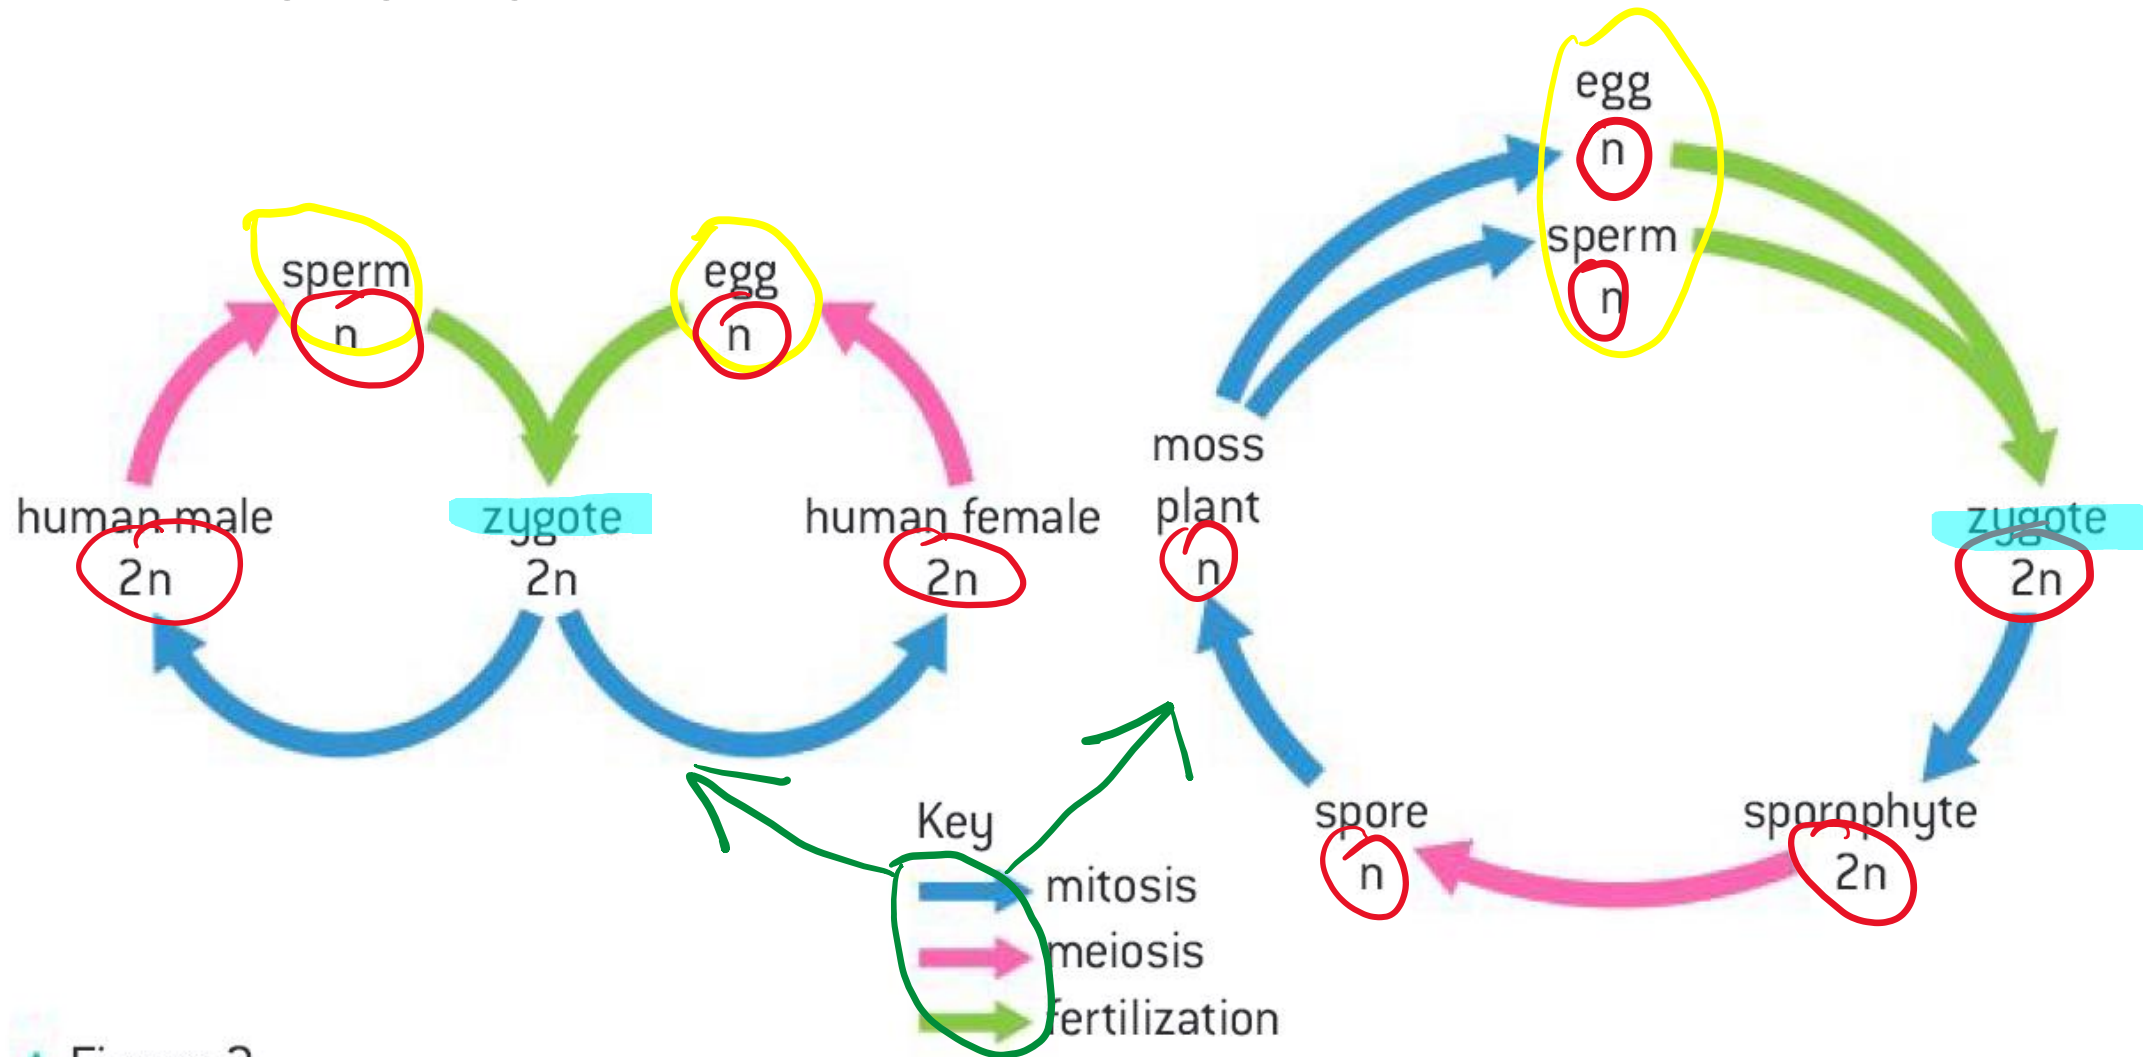 sperm
n
egg
n
human male
2n
zygote
2n
human female
2n
egg
n
sperm
n
moss
plant
n
zygote
2n
spore
n
sporophyte
2n
Key
mitosis
meiosis
fertilization